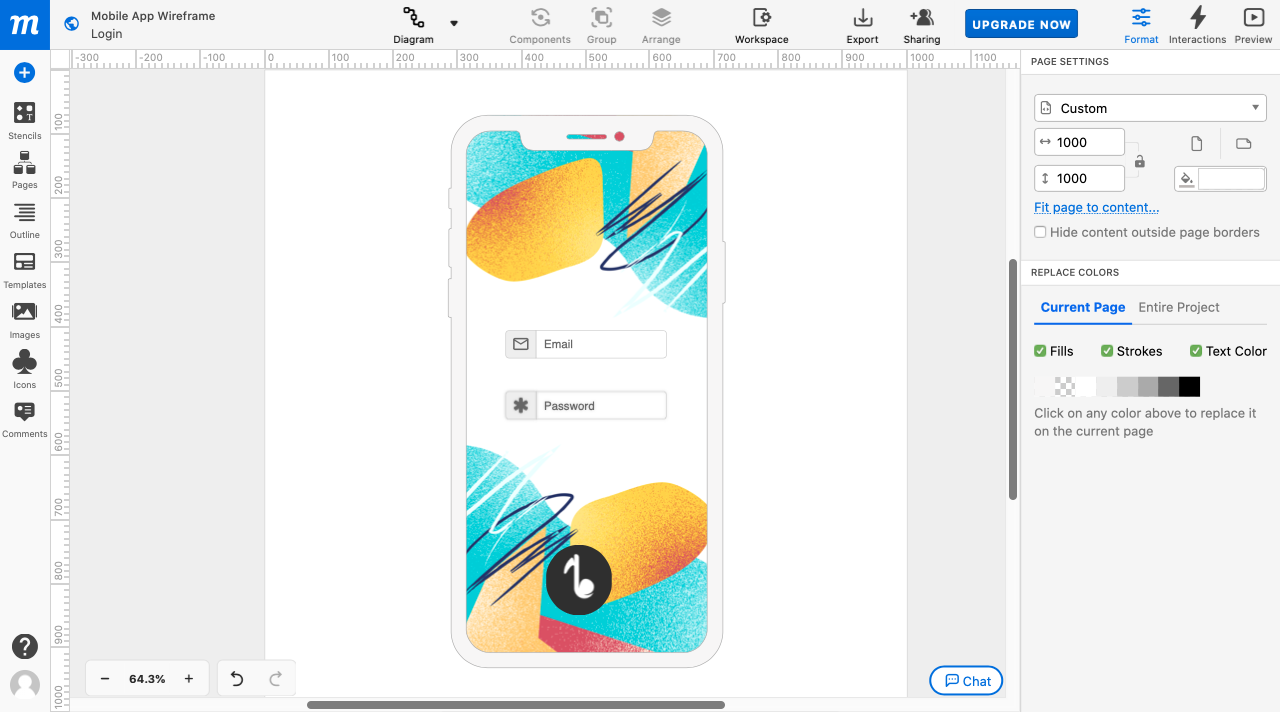 m
Mobile App Wireframe
Login
Diagram
Components
Group
Arrange
Workspace
Export
Sharing
UPGRADE NOW
Format
Interactions
Preview
-300 -200 -100 0 100 200 300 400 500 600 700 800 900 1000 1100
100
200
300
400
500
600
700
800
900
1000
Stencils
Pages
Outline
Templates
Images
Icons
Comments
?
Email
Password
64.3%
Chat
PAGE SETTINGS
Custom
1000
1000
Fit page to content...
Hide content outside page borders
REPLACE COLORS
Current Page Entire Project
Fills Strokes Text Color
Click on any color above to replace it
on the current page